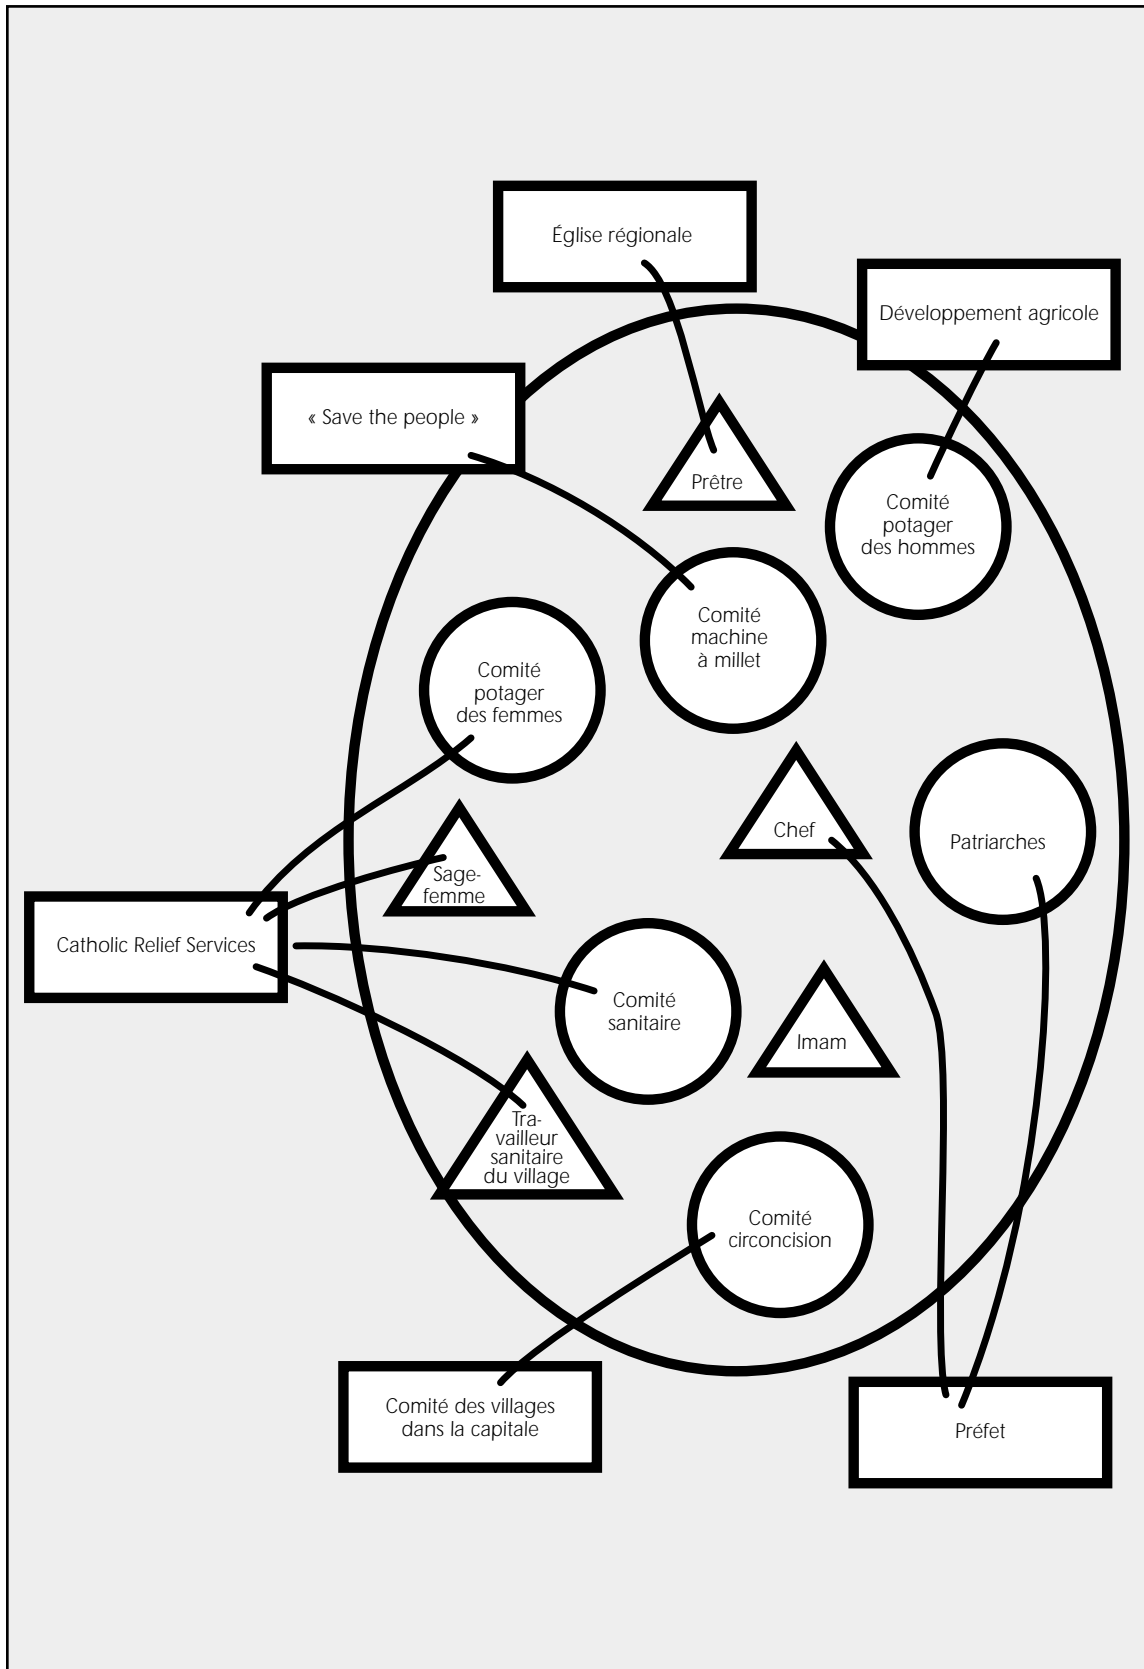 Église régionale
Développement agricole
« Save the people »
Prêtre
Comité
potager
des hommes
Comité
machine
à millet
Comité
potager
des femmes
Chef
Patriarches
Sage-
femme
Catholic Relief Services
Comité
sanitaire
Imam
Tra-
vailleur
sanitaire
du village
Comité
circoncision
Comité des villages
dans la capitale
Préfet